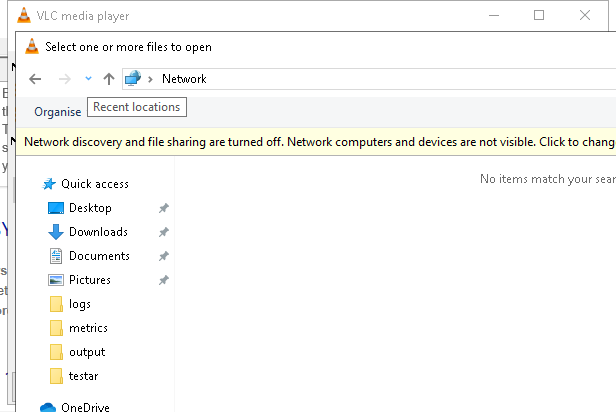 VLC media player
Select one or more files to open
Network
Organise
Recent locations
Network discovery and file sharing are turned off. Network computers and devices are not visible. Click to change
No items match your sear
Quick access
Desktop
Downloads
Documents
Pictures
logs
metrics
output
testar
OneDrive